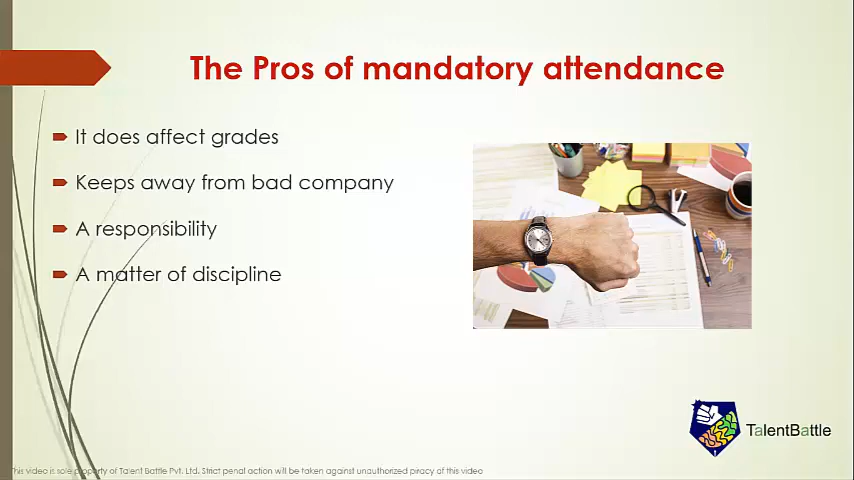 The Pros of mandatory attendance
It does affect grades
Keeps away from bad company
A responsibility
A matter of discipline
TalentBattle
This video is sole property of Talent Battle Pvt. Ltd. Strict penal action will be taken against unauthorized piracy of this video